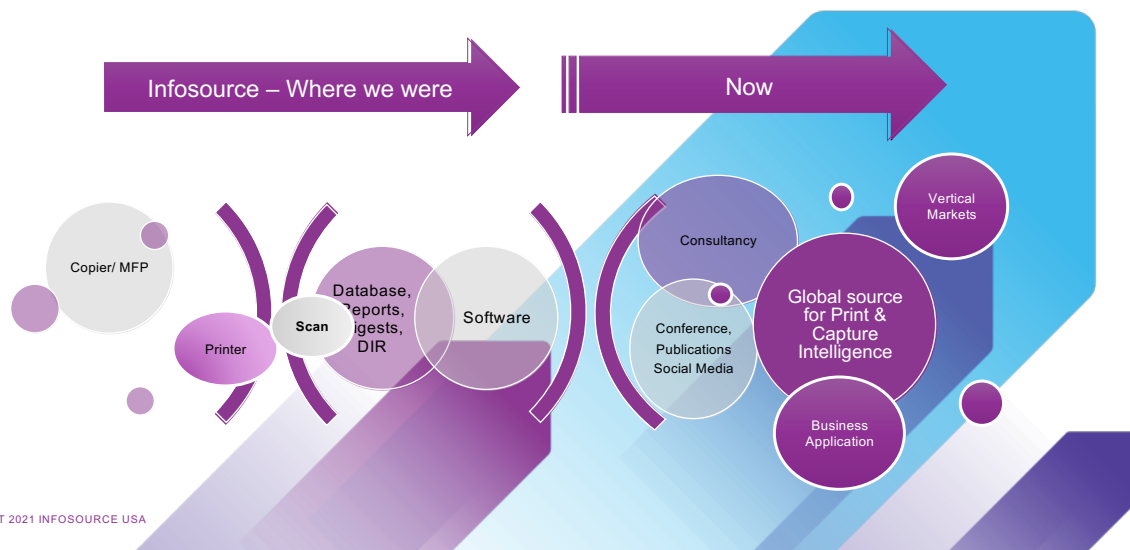 Infosource – Where we were
Now
Copier/ MFP
Printer
Scan
Database,
Reports,
Digests,
DIR
Software
Consultancy
Conference,
Publications
Social Media
Global source
for Print &
Capture
Intelligence
Vertical
Markets
Business
Application
T 2021 INFOSOURCE USA